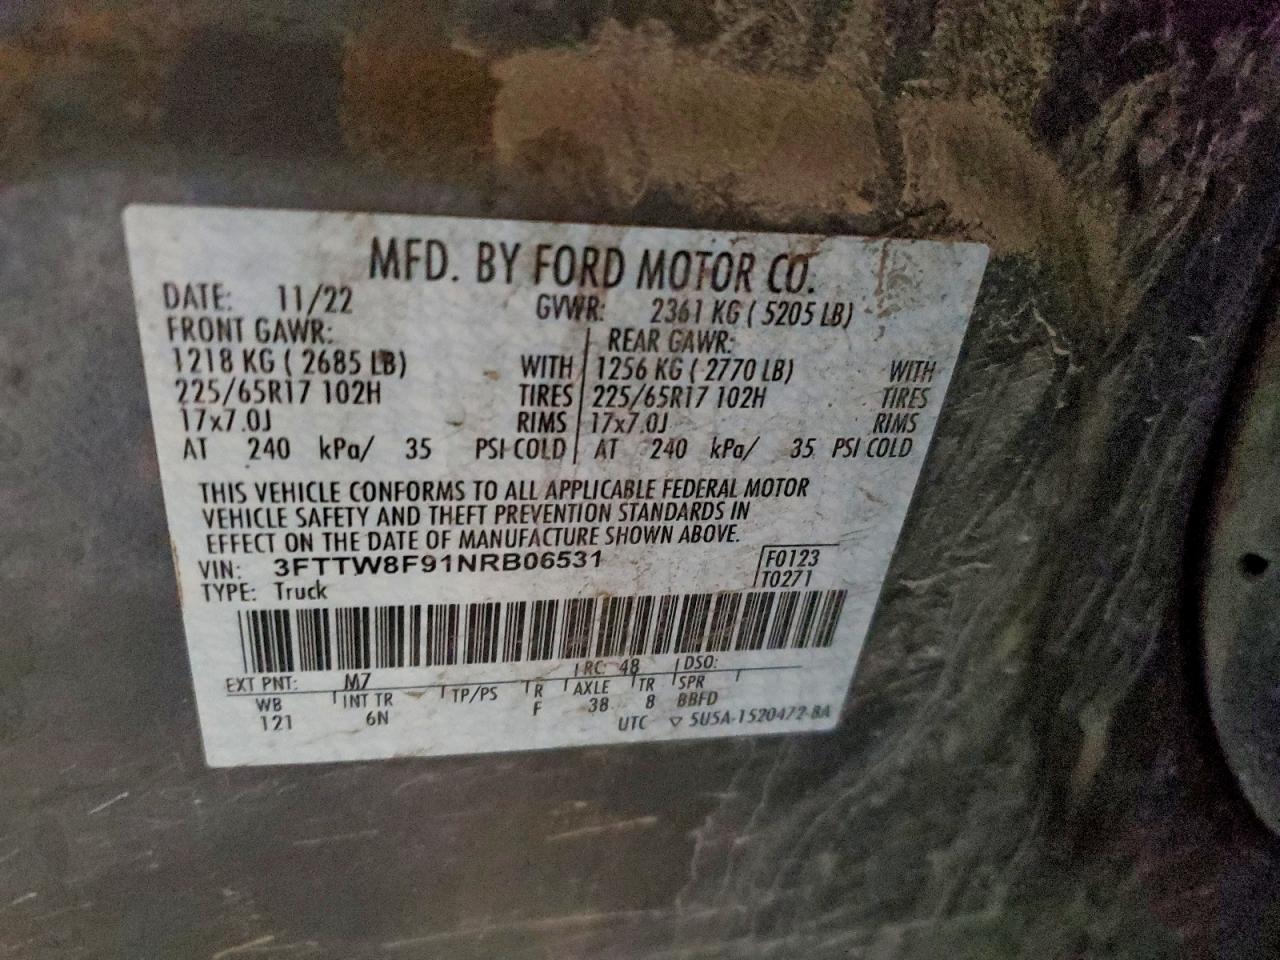 MFD. BY FORD MOTOR CO.
DATE: 11/22 GVWR: 2361 KG ( 5205 LB)
FRONT GAWR: REAR GAWR:
1218 KG ( 2685 LB) WITH 1256 KG ( 2770 LB) WITH
225/65R17 102H TIRES 225/65R17 102H TIRES
17x7.0J RIMS 17x7.0J RIMS
AT 240 kPa/ 35 PSI COLD AT 240 kPa/ 35 PSI COLD
THIS VEHICLE CONFORMS TO ALL APPLICABLE FEDERAL MOTOR
VEHICLE SAFETY AND THEFT PREVENTION STANDARDS IN
EFFECT ON THE DATE OF MANUFACTURE SHOWN ABOVE.
VIN: 3FTTW8F91NRB06531 F0123
TYPE: Truck T0271
EXT PNT: M7 RC: 48 DSO:
WB INT TR TP/PS R AXLE TR SPR
121 6N F 38 8 BBFD
UTC ▽ 5U5A-1520472-BA